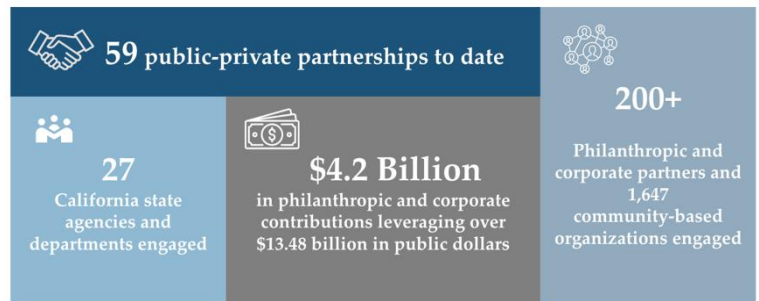 59 public-private partnerships to date
27
California state
agencies and
departments engaged
$4.2 Billion
in philanthropic and corporate
contributions leveraging over
$13.48 billion in public dollars
200+
Philanthropic and
corporate partners and
1,647
community-based
organizations engaged